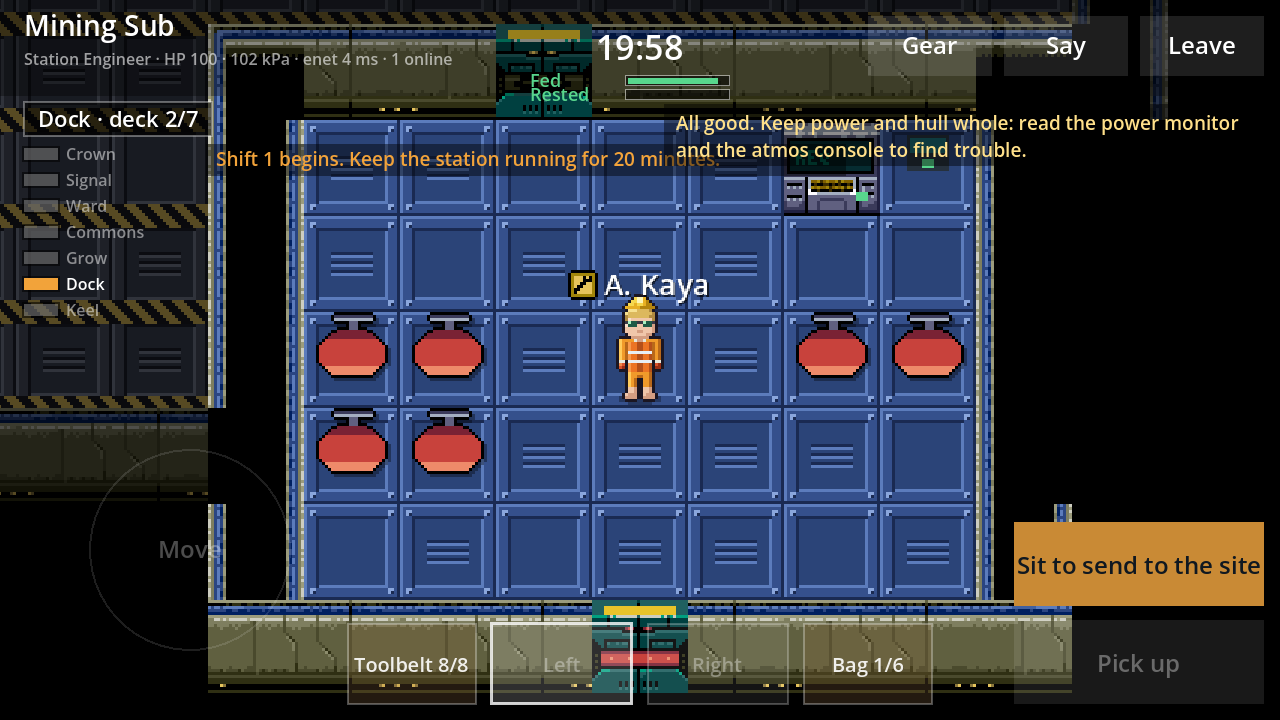 Mining Sub
Station Engineer · HP 100 · 102 kPa · enet 4 ms · 1 online
19:58
Fed
Rested
Gear
Say
Leave
Dock · deck 2/7
Crown
Signal
Ward
Commons
Grow
Dock
Keel
All good. Keep power and hull whole: read the power monitor
and the atmos console to find trouble.
Shift 1 begins. Keep the station running for 20 minutes.
A. Kaya
Move
Sit to send to the site
Toolbelt 8/8
Left
Right
Bag 1/6
Pick up